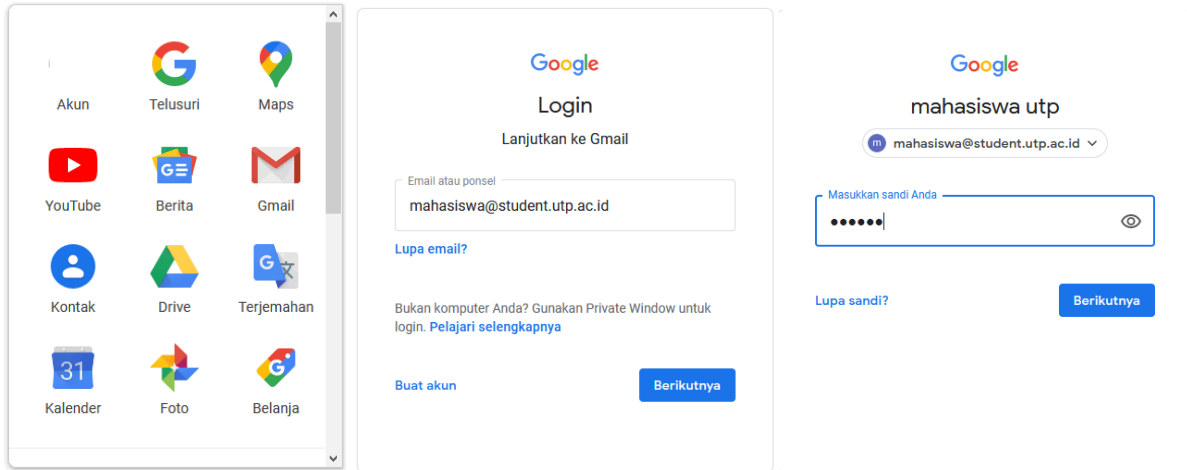 Akun Telusuri Maps
YouTube Berita Gmail
Kontak Drive Terjemahan
31
Kalender Foto Belanja
Google
Login
Lanjutkan ke Gmail
Email atau ponsel
mahasiswa@student.utp.ac.id
Lupa email?
Bukan komputer Anda? Gunakan Private Window untuk
login. Pelajari selengkapnya
Buat akun Berikutnya
Google
mahasiswa utp
m mahasiswa@student.utp.ac.id
Masukkan sandi Anda
••••••
Lupa sandi? Berikutnya